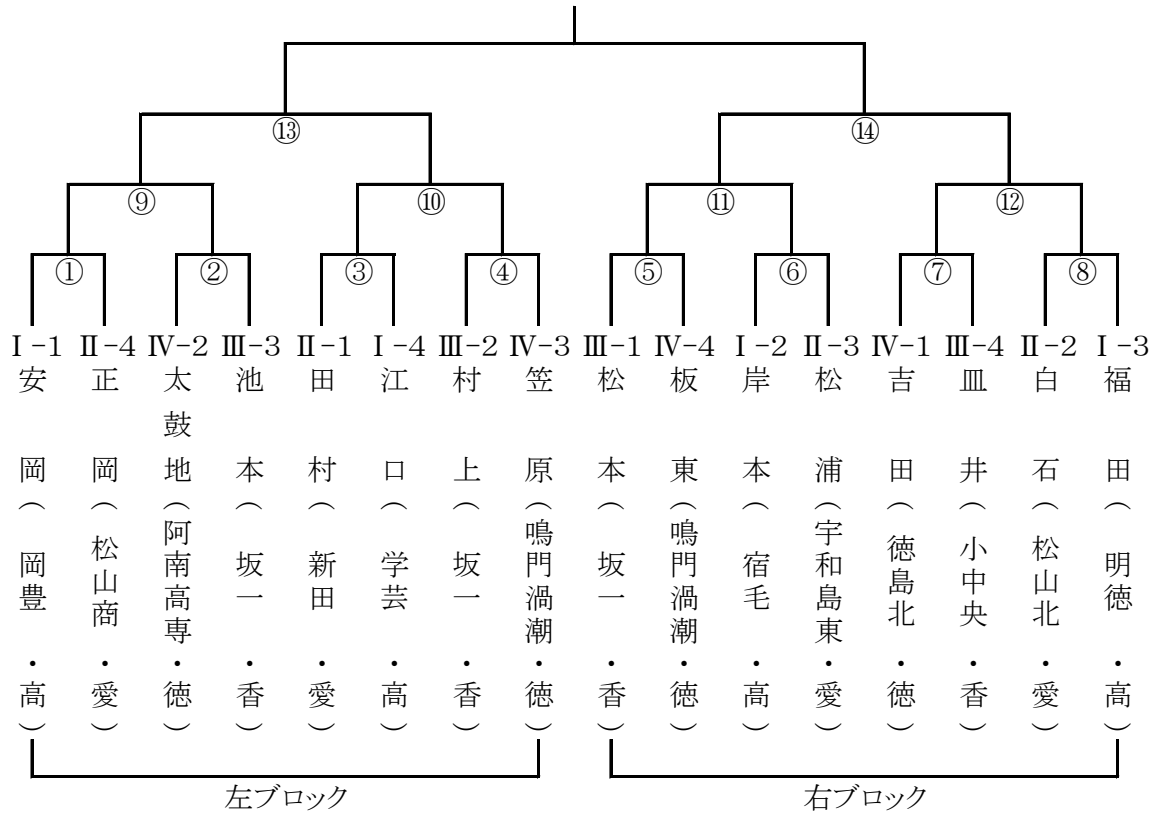 ⑬ ⑭
⑨ ⑩ ⑪ ⑫
① ② ③ ④ ⑤ ⑥ ⑦ ⑧
Ⅰ-1 Ⅱ-4 Ⅳ-2 Ⅲ-3 Ⅱ-1 Ⅰ-4 Ⅲ-2 Ⅳ-3 Ⅲ-1 Ⅳ-4 Ⅰ-2 Ⅱ-3 Ⅳ-1 Ⅲ-4 Ⅱ-2 Ⅰ-3
安岡(岡豊・高)
正岡(松山商・愛)
太鼓地(阿南高専・徳)
池本(坂一・香)
田村(新田・愛)
江口(学芸・高)
村上(坂一・香)
笠原(鳴門渦潮・徳)
松本(坂一・香)
板東(鳴門渦潮・徳)
岸本(宿毛・高)
松浦(宇和島東・愛)
吉田(徳島北・徳)
皿井(小中央・香)
白石(松山北・愛)
福田(明徳・高)
左ブロック 右ブロック